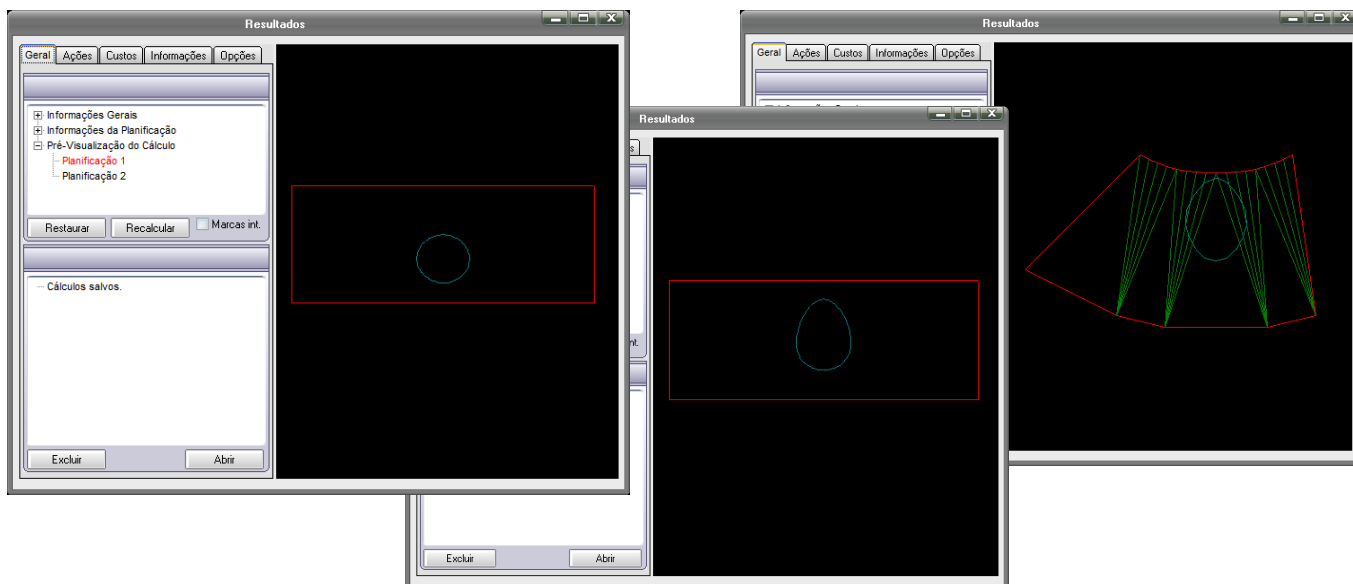 Resultados
Geral Ações Custos Informações Opções
Informações Gerais
Informações da Planificação
Pré-Visualização do Cálculo
Planificação 1
Planificação 2
Restaurar Recalcular Marcas int.
Cálculos salvos.
Excluir Abrir
Resultados
s
nt.
Excluir Abrir
Resultados
Geral Ações Custos Informações Opções